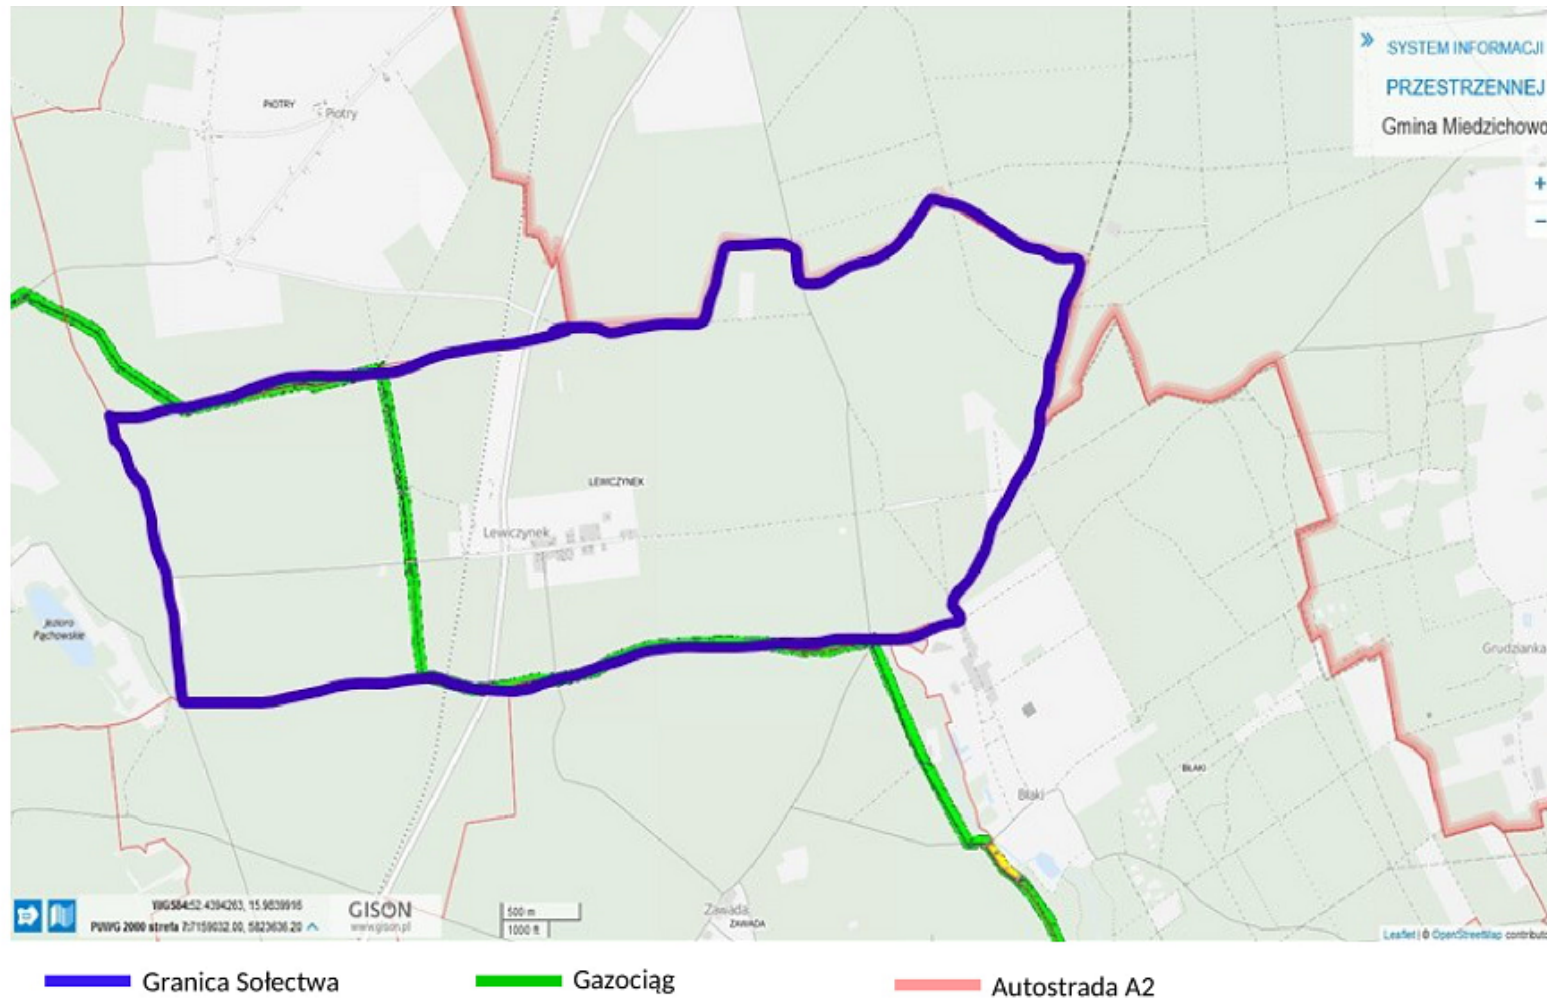 SYSTEM INFORMACJI
PRZESTRZENNEJ
Gmina Miedzichowo
+
−
PIOTRY
Piotry
LEWICZYNEK
Lewiczynek
Jezioro
Pąchowskie
Grudzianka
BŁAKI
Błaki
Zawada
ZAWADA
WGS84:52.4394263, 15.9839916
PUWG 2000 strefa 7:7159032.00, 5823636.20
GISON
www.gison.pl
500 m
1000 ft
Leaflet | © OpenStreetMap contributo
Granica Sołectwa
Gazociąg
Autostrada A2